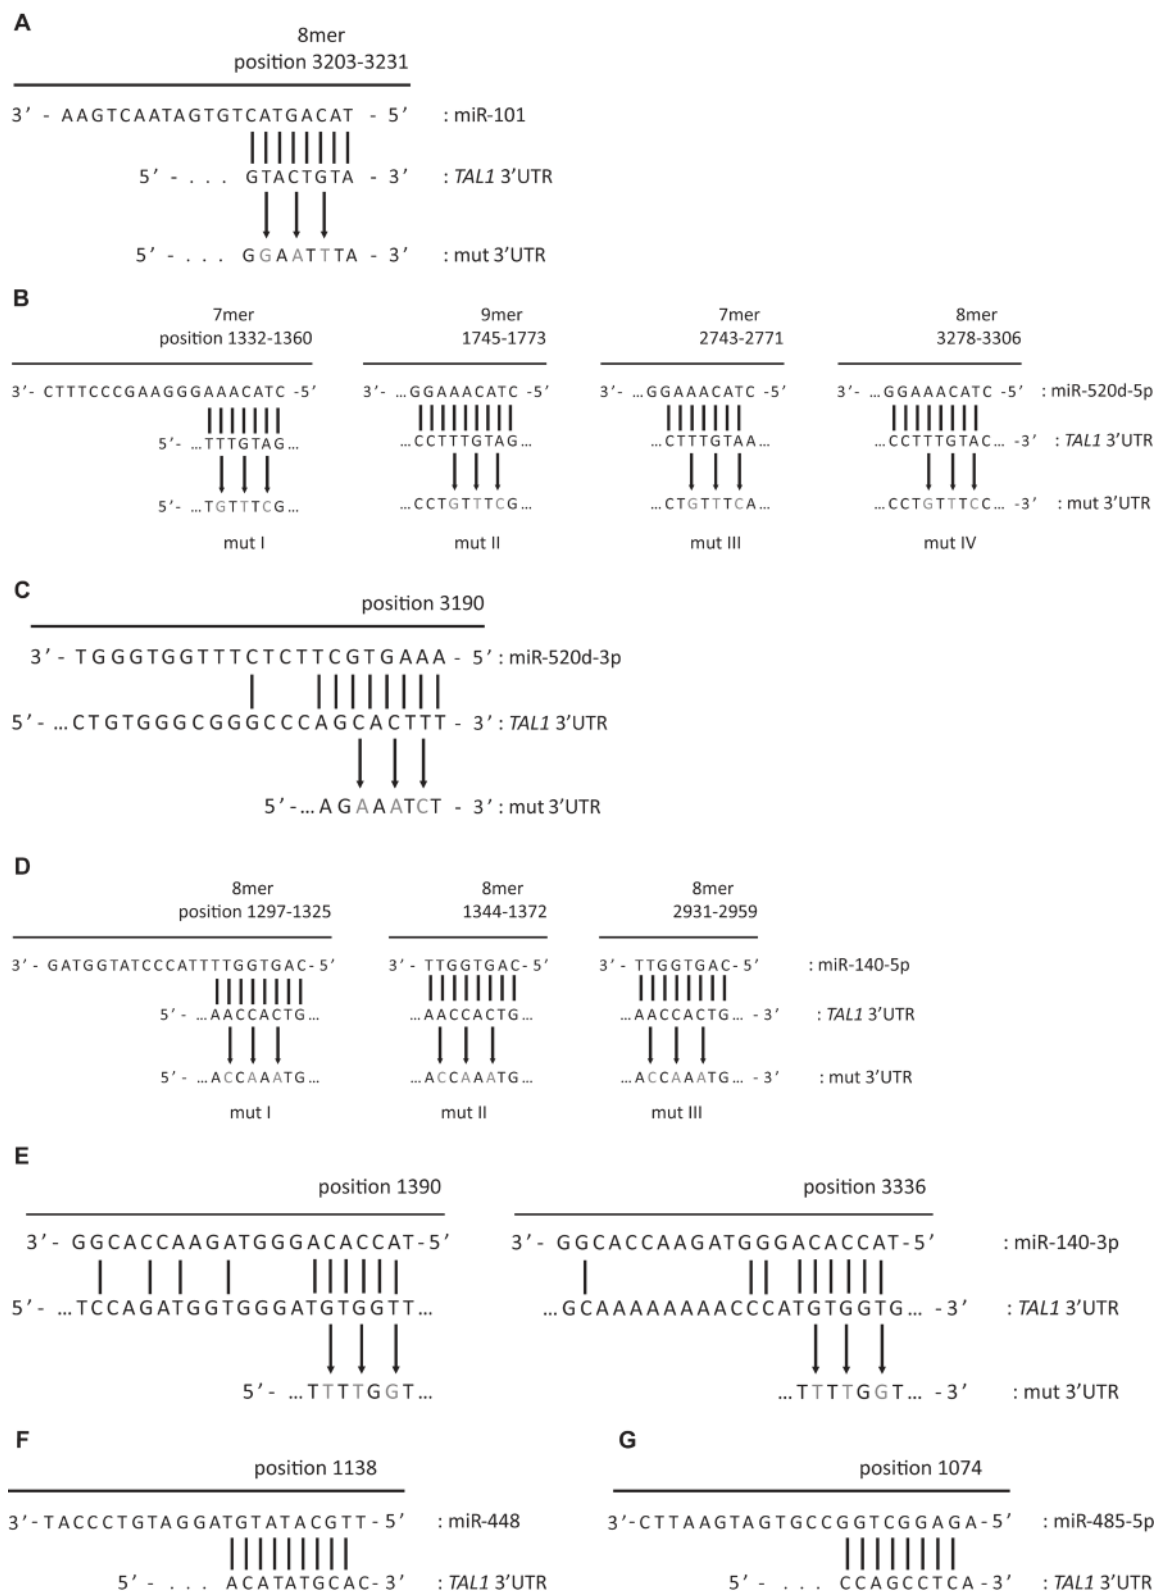 A
8mer
position 3203-3231
3' - AAGTCAATAGTGTCATGACAT - 5' : miR-101
5' - . . . GTACTGTA - 3' : TAL1 3'UTR
5' - . . . GGAATTTA - 3' : mut 3'UTR
B
7mer 9mer 7mer 8mer
position 1332-1360 1745-1773 2743-2771 3278-3306
3'- CTTTCCCGAAGGGAAACATC -5' 3'- ...GGAAACATC -5' 3'- ...GGAAACATC -5' 3'- ...GGAAACATC -5' : miR-520d-5p
5'- ...TTTGTAG... ...CCTTTGTAG... ...CTTTGTAA... ...CCTTTGTAC... -3' : TAL1 3'UTR
5'- ...TGTTTCG... ...CCTGTTTCG... ...CTGTTTCA... ...CCTGTTTCC... -3' : mut 3'UTR
mut I mut II mut III mut IV
C
position 3190
3' - TGGGTGGTTTCTCTTCGTGAAA - 5' : miR-520d-3p
5' - ...CTGTGGGCGGGCCCAGCACTTT - 3' : TAL1 3'UTR
5' -...AGAAATCT - 3' : mut 3'UTR
D
8mer 8mer 8mer
position 1297-1325 1344-1372 2931-2959
3' - GATGGTATCCCATTTTGGTGAC- 5' 3' - TTGGTGAC- 5' 3' - TTGGTGAC- 5' : miR-140-5p
5' - ...AACCACTG... ...AACCACTG... ...AACCACTG... - 3' : TAL1 3'UTR
5' - ...ACCAAATG... ...ACCAAATG... ...ACCAAATG... - 3' : mut 3'UTR
mut I mut II mut III
E
position 1390 position 3336
3'- GGCACCAAGATGGGACACCAT-5' 3'- GGCACCAAGATGGGACACCAT-5' : miR-140-3p
5'- ...TCCAGATGGTGGGATGTGGTT... ...GCAAAAAAAACCCATGTGGTG... - 3' : TAL1 3'UTR
5'- ...TTTTGGT... ...TTTTGGT... - 3' : mut 3'UTR
F G
position 1138 position 1074
3'-TACCCTGTAGGATGTATACGTT-5' : miR-448 3'-CTTAAGTAGTGCCGGTCGGAGA-5' : miR-485-5p
5' - . . . ACATATGCAC-3' : TAL1 3'UTR 5' - . . . CCAGCCTCA-3' : TAL1 3'UTR